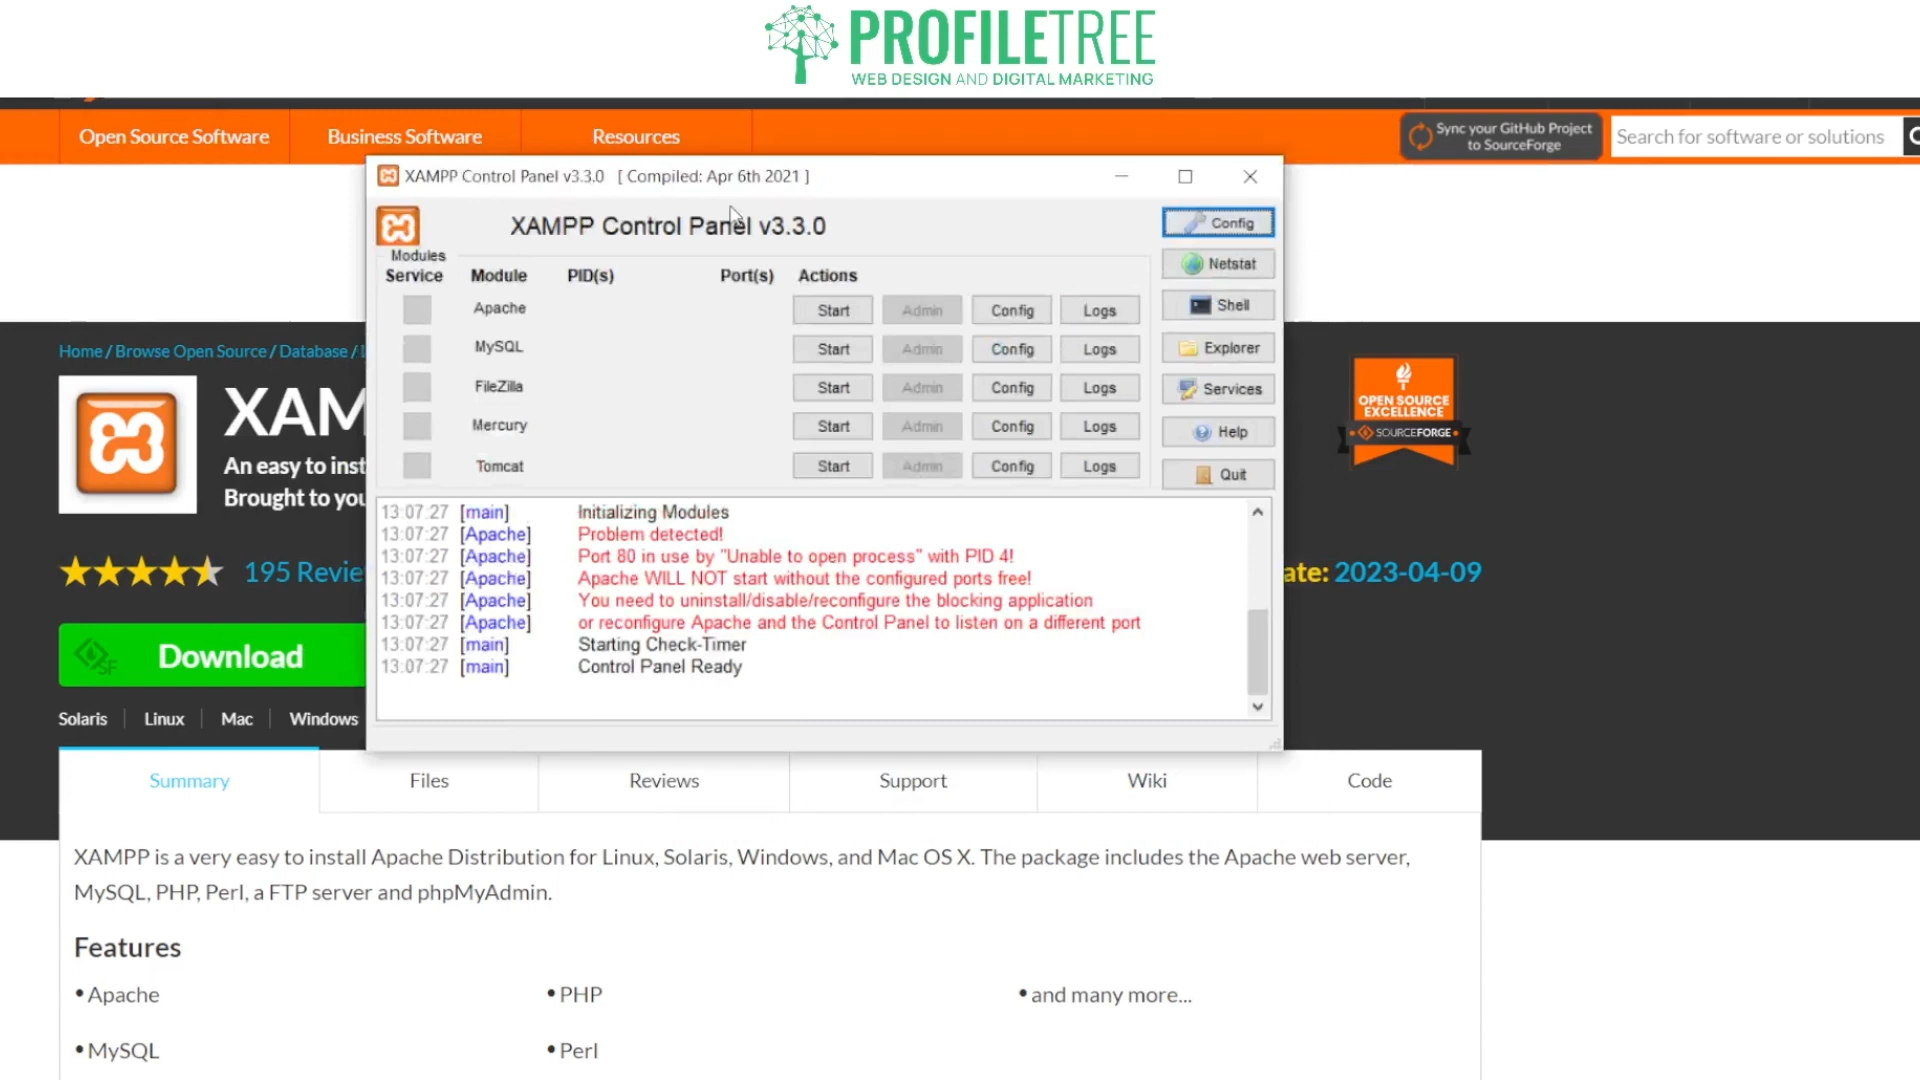 PROFILETREE
WEB DESIGN AND DIGITAL MARKETING
Open Source Software
Business Software
Resources
Sync your GitHub Project
to SourceForge
Search for software or solutions
XAMPP Control Panel v3.3.0 [ Compiled: Apr 6th 2021 ]
XAMPP Control Panel v3.3.0
Config
Modules
Service Module PID(s) Port(s) Actions
Netstat
Apache Start Admin Config Logs
Shell
MySQL Start Admin Config Logs
Explorer
FileZilla Start Admin Config Logs
Services
Mercury Start Admin Config Logs
Help
Tomcat Start Admin Config Logs
Quit
13:07:27 [main] Initializing Modules
13:07:27 [Apache] Problem detected!
13:07:27 [Apache] Port 80 in use by "Unable to open process" with PID 4!
13:07:27 [Apache] Apache WILL NOT start without the configured ports free!
13:07:27 [Apache] You need to uninstall/disable/reconfigure the blocking application
13:07:27 [Apache] or reconfigure Apache and the Control Panel to listen on a different port
13:07:27 [main] Starting Check-Timer
13:07:27 [main] Control Panel Ready
Home / Browse Open Source / Database /
XAM
An easy to inst
Brought to you
OPEN SOURCE
EXCELLENCE
SOURCEFORGE
195 Revie
ate: 2023-04-09
SF
Download
Solaris Linux Mac Windows
Summary Files Reviews Support Wiki Code
XAMPP is a very easy to install Apache Distribution for Linux, Solaris, Windows, and Mac OS X. The package includes the Apache web server,
MySQL, PHP, Perl, a FTP server and phpMyAdmin.
Features
• Apache
• PHP
• and many more...
• MySQL
• Perl